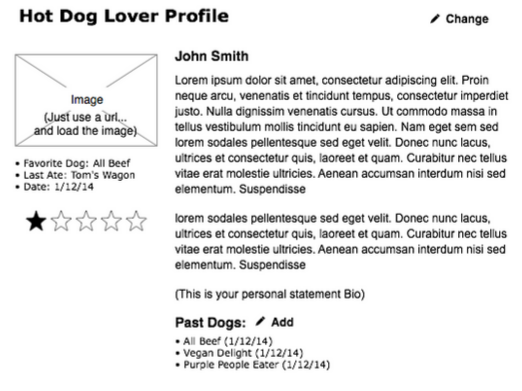 Hot Dog Lover Profile
Change
Image
(Just use a url...
and load the image)
• Favorite Dog: All Beef
• Last Ate: Tom's Wagon
• Date: 1/12/14
John Smith
Lorem ipsum dolor sit amet, consectetur adipiscing elit. Proin
neque arcu, venenatis et tincidunt tempus, consectetur imperdiet
justo. Nulla dignissim venenatis cursus. Ut commodo massa in
tellus vestibulum mollis tincidunt eu sapien. Nam eget sem sed
lorem sodales pellentesque sed eget velit. Donec nunc lacus,
ultrices et consectetur quis, laoreet et quam. Curabitur nec tellus
vitae erat molestie ultricies. Aenean accumsan interdum nisi sed
elementum. Suspendisse
lorem sodales pellentesque sed eget velit. Donec nunc lacus,
ultrices et consectetur quis, laoreet et quam. Curabitur nec tellus
vitae erat molestie ultricies. Aenean accumsan interdum nisi sed
elementum. Suspendisse
(This is your personal statement Bio)
Past Dogs: Add
• All Beef (1/12/14)
• Vegan Delight (1/12/14)
• Purple People Eater (1/12/14)